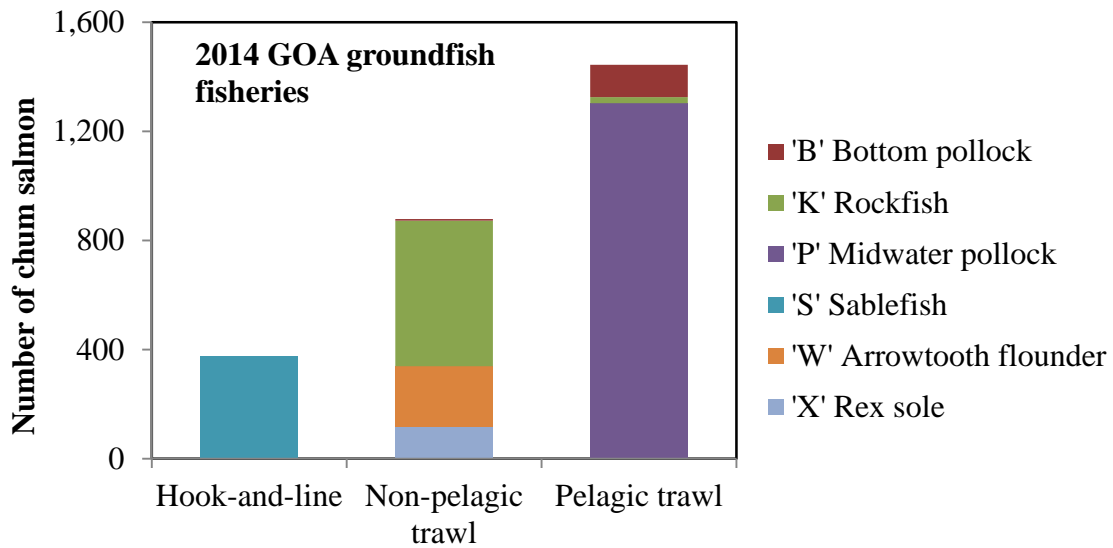 1,600
1,200
800
400
0
Number of chum salmon
2014 GOA groundfish
fisheries
Hook-and-line
Non-pelagic
trawl
Pelagic trawl
'B' Bottom pollock
'K' Rockfish
'P' Midwater pollock
'S' Sablefish
'W' Arrowtooth flounder
'X' Rex sole